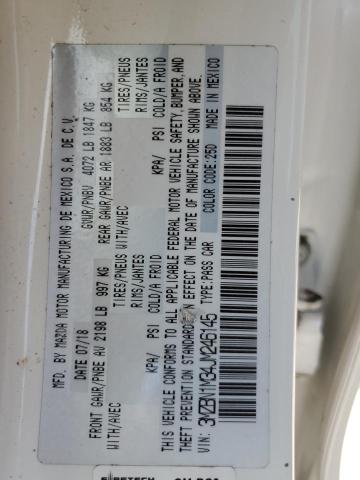 MFD. BY MAZDA MOTOR MANUFACTURING DE MEXICO S.A. DE C.V.
DATE 07/18 GVWR/PNBV 4072 LB 1847 KG
FRONT GAWR/PNBE AV 2198 LB 997 KG REAR GAWR/PNBE AR 1883 LB 854 KG
WITH/AVEC TIRES/PNEUS WITH/AVEC TIRES/PNEUS
RIMS/JANTES RIMS/JANTES
KPA/ PSI COLD/A FROID KPA/ PSI COLD/A FROID
THIS VEHICLE CONFORMS TO ALL APPLICABLE FEDERAL MOTOR VEHICLE SAFETY, BUMPER, AND
THEFT PREVENTION STANDARDS IN EFFECT ON THE DATE OF MANUFACTURE SHOWN ABOVE.
VIN: 3MZBN1M34JM246145 TYPE: PASS CAR COLOR CODE: 25D MADE IN MEXICO